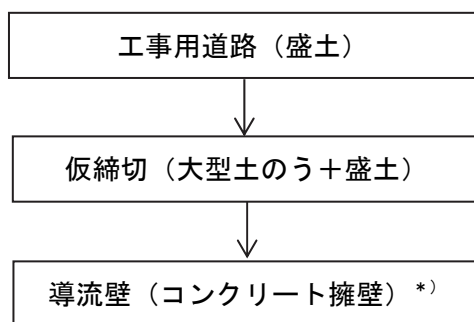 工事用道路（盛土）
仮締切（大型土のう＋盛土）
導流壁（コンクリート擁壁）*）